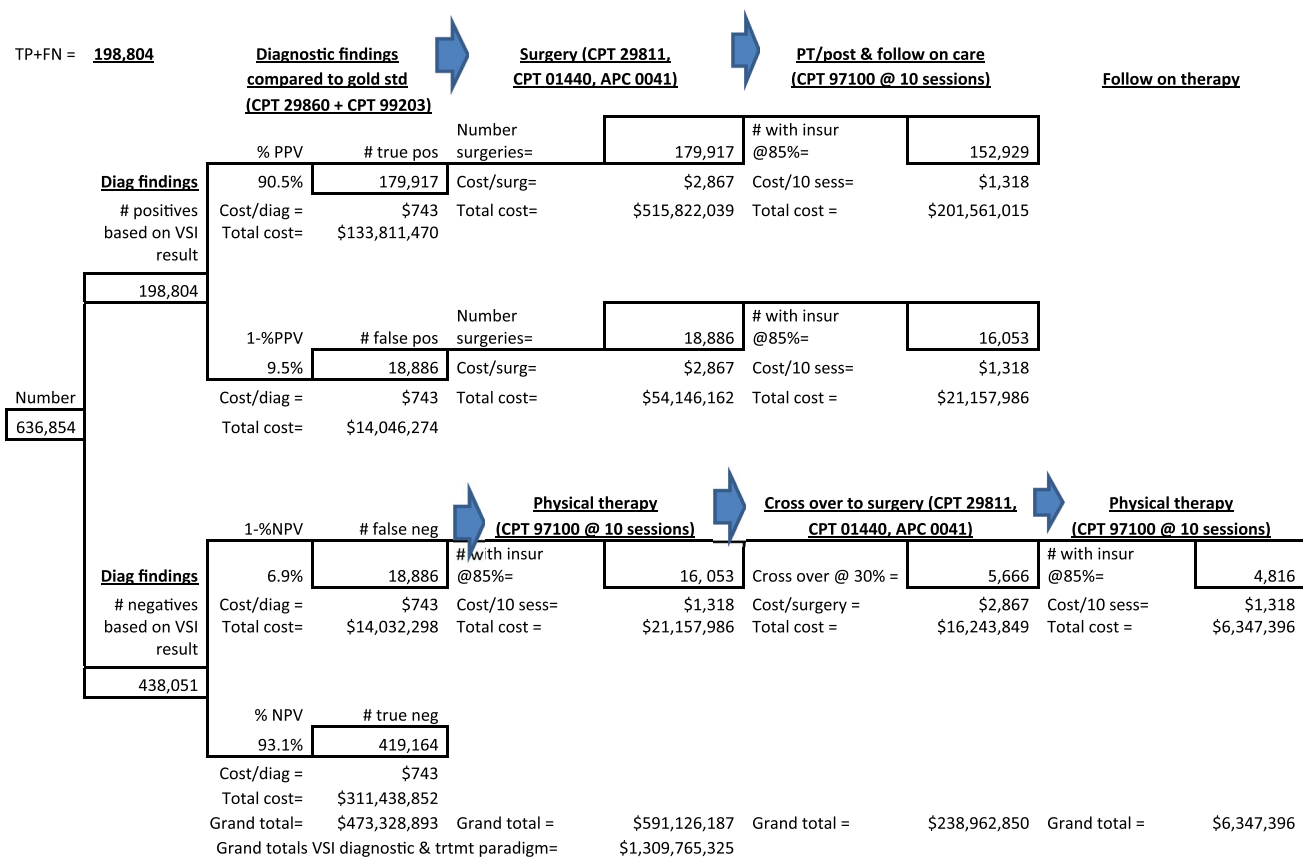 TP+FN = 198,804
Diagnostic findings
compared to gold std
(CPT 29860 + CPT 99203)
Surgery (CPT 29811,
CPT 01440, APC 0041)
PT/post & follow on care
(CPT 97100 @ 10 sessions)
Follow on therapy
% PPV # true pos
Number
surgeries= 179,917
# with insur
@85%= 152,929
Diag findings 90.5% 179,917 Cost/surg= $2,867 Cost/10 sess= $1,318
# positives
based on VSI
result
Cost/diag = $743 Total cost= $515,822,039 Total cost = $201,561,015
Total cost= $133,811,470
198,804
1-%PPV # false pos
Number
surgeries= 18,886
# with insur
@85%= 16,053
9.5% 18,886 Cost/surg= $2,867 Cost/10 sess= $1,318
Cost/diag = $743 Total cost= $54,146,162 Total cost = $21,157,986
Total cost= $14,046,274
Number
636,854
Physical therapy
(CPT 97100 @ 10 sessions)
Cross over to surgery (CPT 29811,
CPT 01440, APC 0041)
Physical therapy
(CPT 97100 @ 10 sessions)
1-%NPV # false neg
# with insur
@85%= 16, 053
Cross over @ 30% = 5,666
# with insur
@85%= 4,816
Diag findings 6.9% 18,886
# negatives
based on VSI
result
Cost/diag = $743 Cost/10 sess= $1,318 Cost/surgery = $2,867 Cost/10 sess= $1,318
Total cost= $14,032,298 Total cost = $21,157,986 Total cost = $16,243,849 Total cost = $6,347,396
438,051
% NPV # true neg
93.1% 419,164
Cost/diag = $743
Total cost= $311,438,852
Grand total= $473,328,893 Grand total = $591,126,187 Grand total = $238,962,850 Grand total = $6,347,396
Grand totals VSI diagnostic & trtmt paradigm= $1,309,765,325